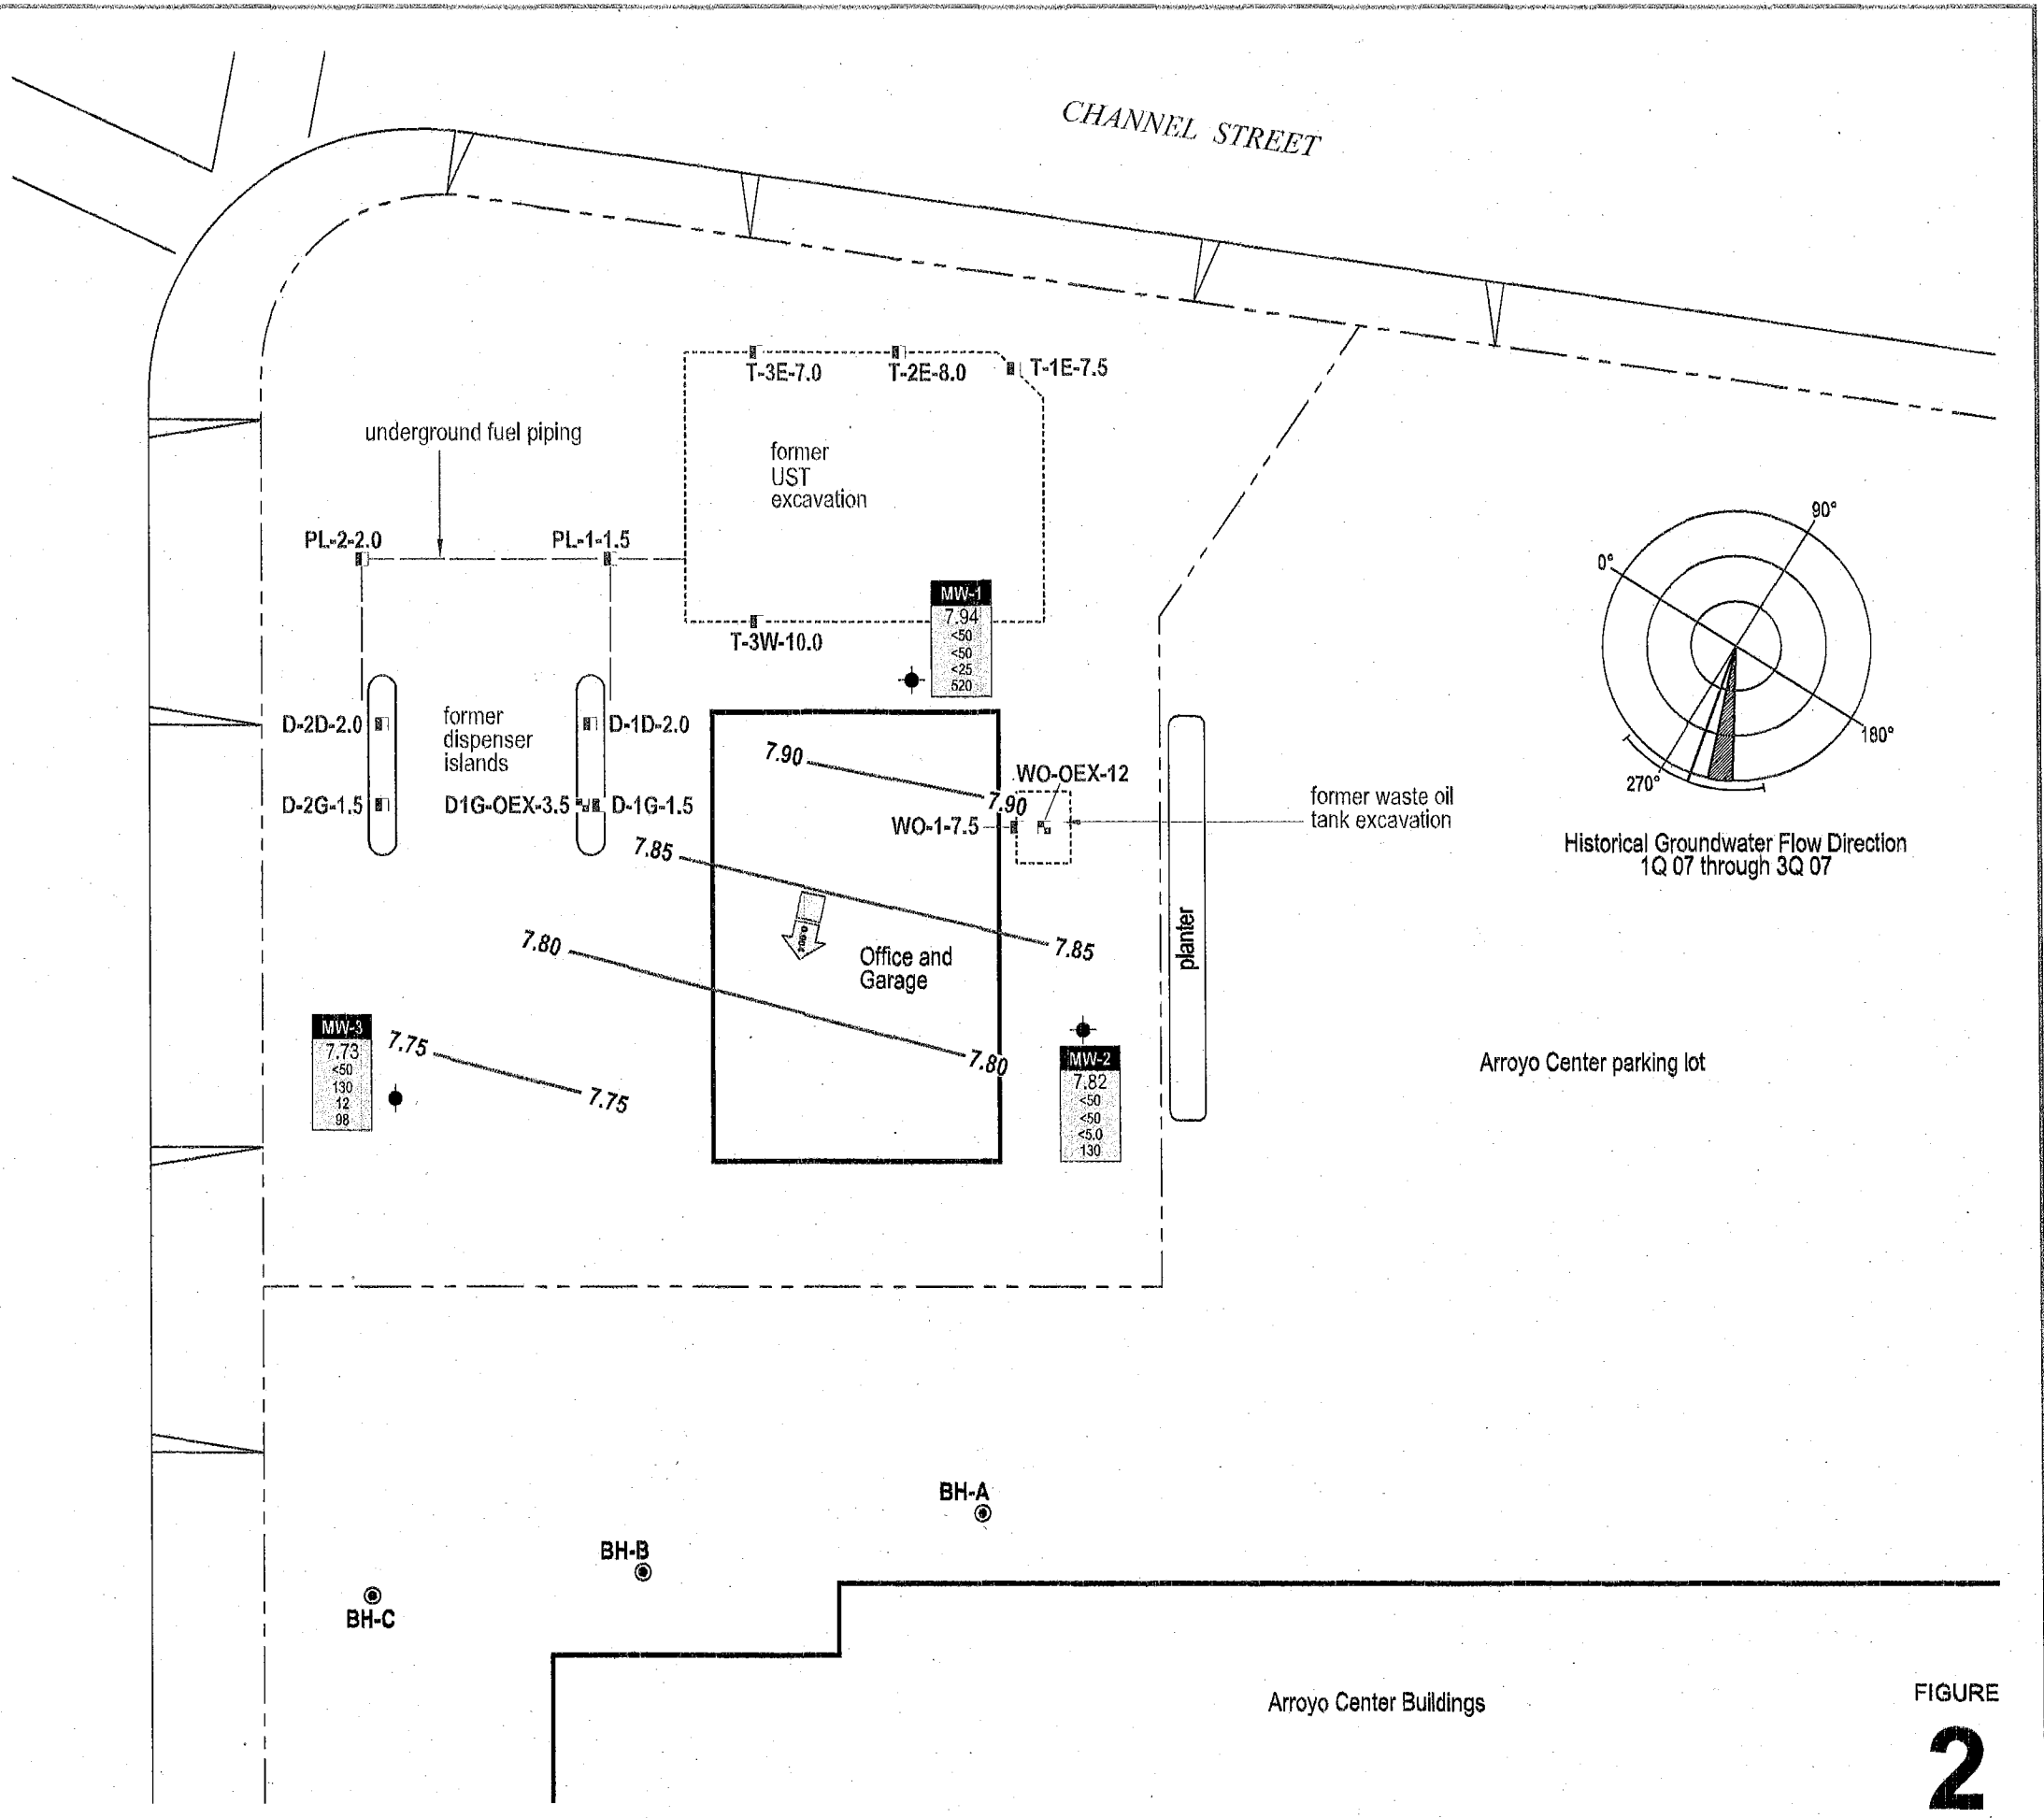 CHANNEL STREET
T-3E-7.0
T-2E-8.0
T-1E-7.5
underground fuel piping
former
UST
excavation
90°
0°
180°
270°
PL-2-2.0
PL-1-1.5
MW-1
7.94
<50
<50
<25
520
T-3W-10.0
D-2D-2.0
former
dispenser
islands
D-1D-2.0
7.90
7.90
WO-OEX-12
D-2G-1.5
D1G-OEX-3.5
D-1G-1.5
WO-1-7.5
former waste oil
tank excavation
Historical Groundwater Flow Direction
1Q 07 through 3Q 07
7.85
7.85
planter
7.80
7.80
Office and
Garage
MW-3
7.73
<50
130
12
98
7.75
7.75
MW-2
7.82
<50
<50
<5.0
130
Arroyo Center parking lot
BH-A
BH-B
BH-C
Arroyo Center Buildings
FIGURE
2